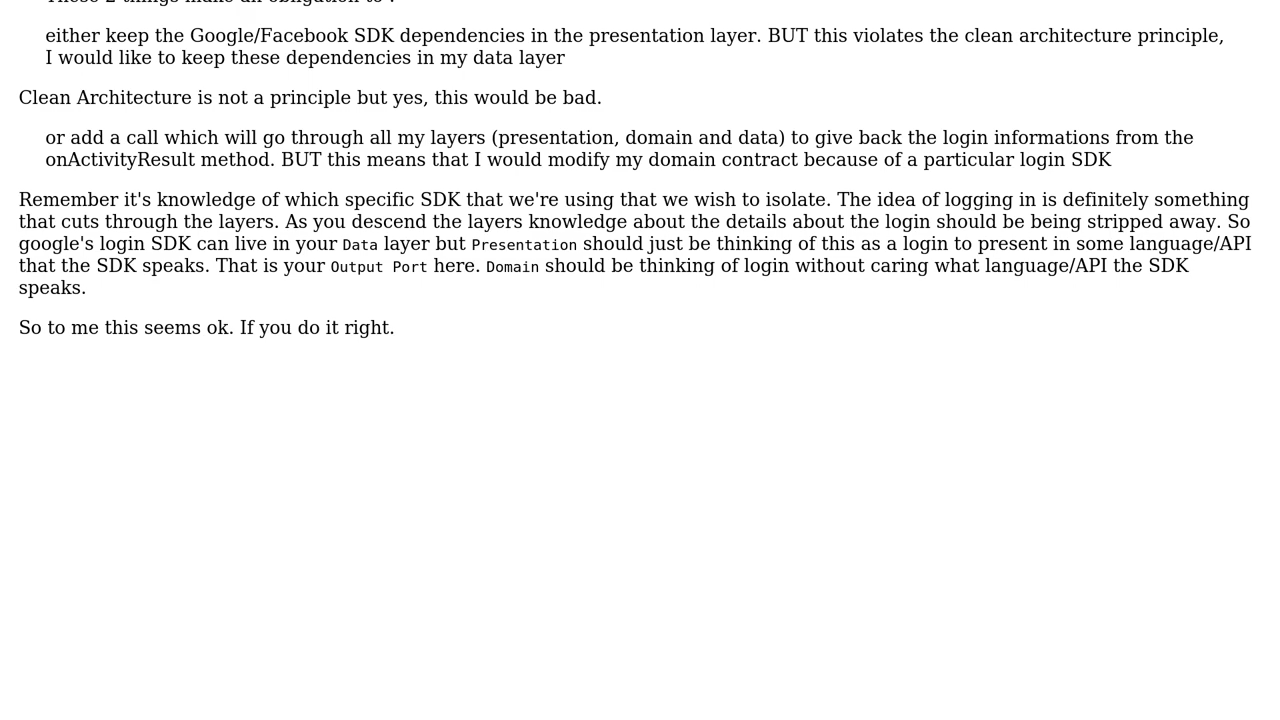 These 2 things make an obligation to :
either keep the Google/Facebook SDK dependencies in the presentation layer. BUT this violates the clean architecture principle,
I would like to keep these dependencies in my data layer
Clean Architecture is not a principle but yes, this would be bad.
or add a call which will go through all my layers (presentation, domain and data) to give back the login informations from the
onActivityResult method. BUT this means that I would modify my domain contract because of a particular login SDK
Remember it's knowledge of which specific SDK that we're using that we wish to isolate. The idea of logging in is definitely something
that cuts through the layers. As you descend the layers knowledge about the details about the login should be being stripped away. So
google's login SDK can live in your Data layer but Presentation should just be thinking of this as a login to present in some language/API
that the SDK speaks. That is your Output Port here. Domain should be thinking of login without caring what language/API the SDK
speaks.
So to me this seems ok. If you do it right.